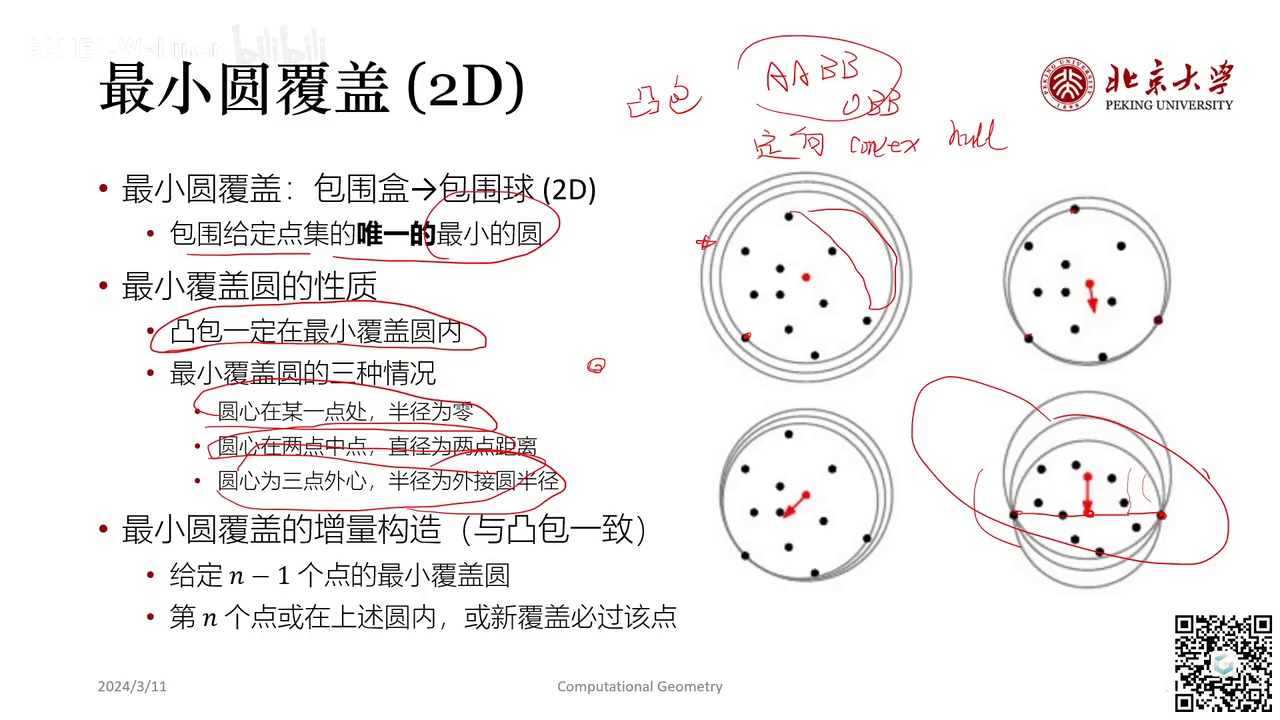 bilibili
最小圆覆盖 (2D)
凸包
AABB
OBB
定向 convex hull
北京大学
PEKING UNIVERSITY
• 最小圆覆盖：包围盒→包围球 (2D)
• 包围给定点集的唯一的最小的圆
• 最小覆盖圆的性质
• 凸包一定在最小覆盖圆内
• 最小覆盖圆的三种情况
• 圆心在某一点处，半径为零
• 圆心在两点中点，直径为两点距离
• 圆心为三点外心，半径为外接圆半径
• 最小圆覆盖的增量构造（与凸包一致）
• 给定 n − 1 个点的最小覆盖圆
• 第 n 个点或在上述圆内，或新覆盖必过该点
2024/3/11
Computational Geometry